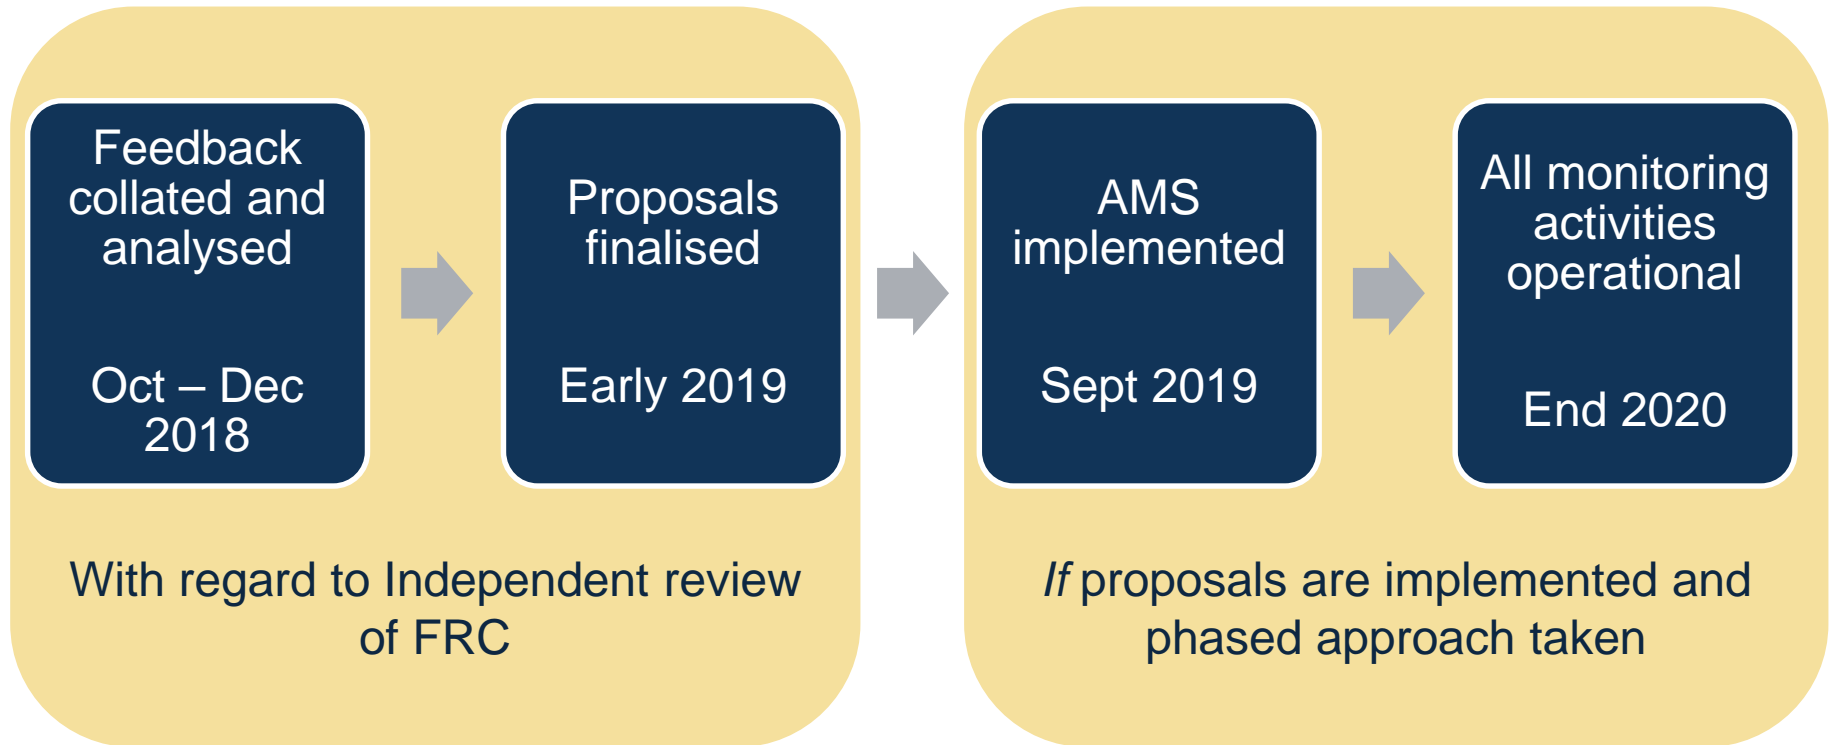 Feedback
collated and
analysed
Oct – Dec
2018
Proposals
finalised
Early 2019
AMS
implemented
Sept 2019
All monitoring
activities
operational
End 2020
With regard to Independent review
of FRC
If proposals are implemented and
phased approach taken